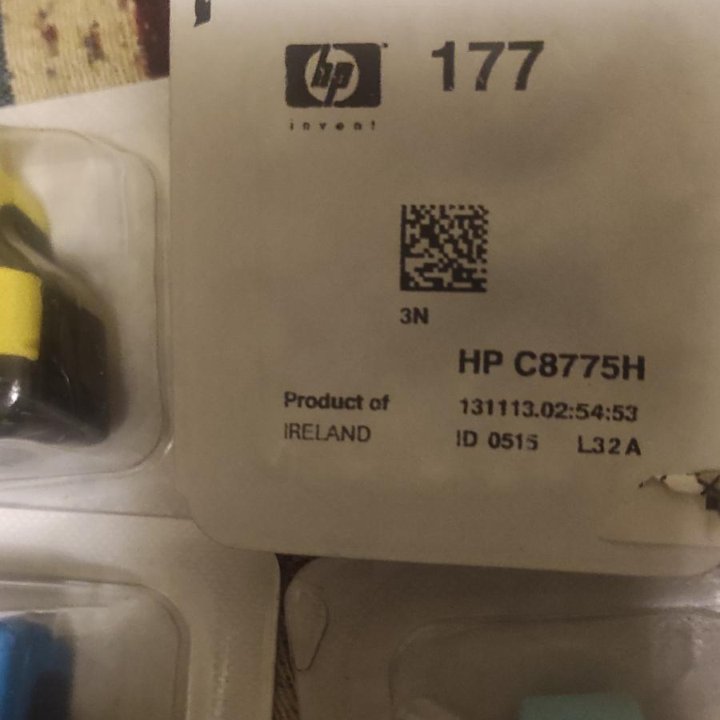 hp 177
invent
3N
HP C8775H
Product of 131113.02:54:53
IRELAND ID 0515 L32A